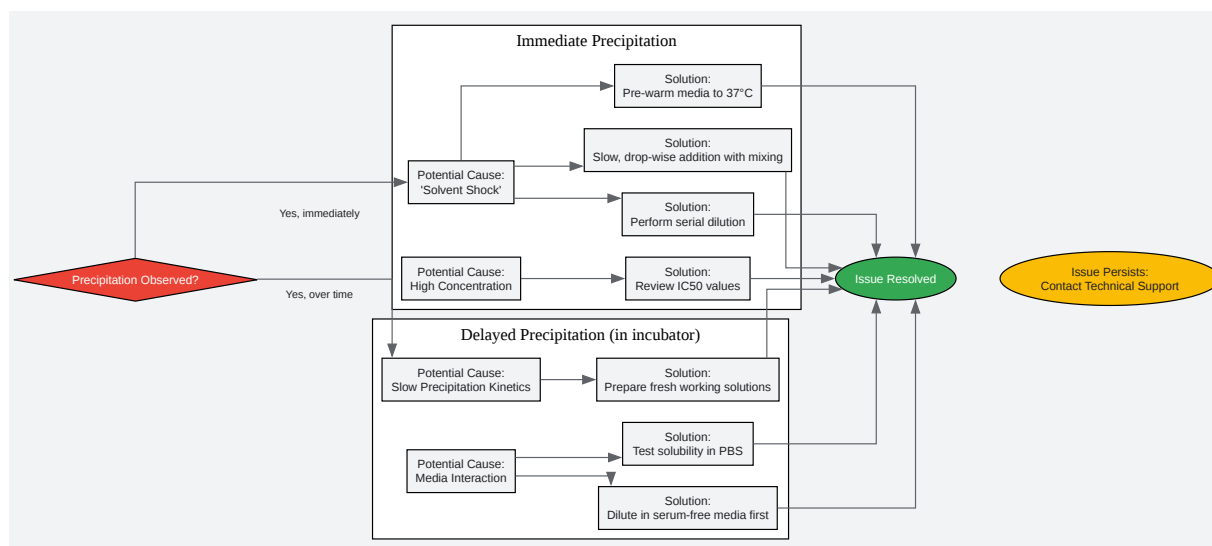 Immediate Precipitation
Solution:
Pre-warm media to 37°C
Solution:
Slow, drop-wise addition with mixing
Potential Cause:
'Solvent Shock'
Solution:
Perform serial dilution
Yes, immediately
Precipitation Observed?
Yes, over time
Potential Cause:
High Concentration
Solution:
Review IC50 values
Issue Resolved
Issue Persists:
Contact Technical Support
Delayed Precipitation (in incubator)
Potential Cause:
Slow Precipitation Kinetics
Solution:
Prepare fresh working solutions
Solution:
Test solubility in PBS
Potential Cause:
Media Interaction
Solution:
Dilute in serum-free media first